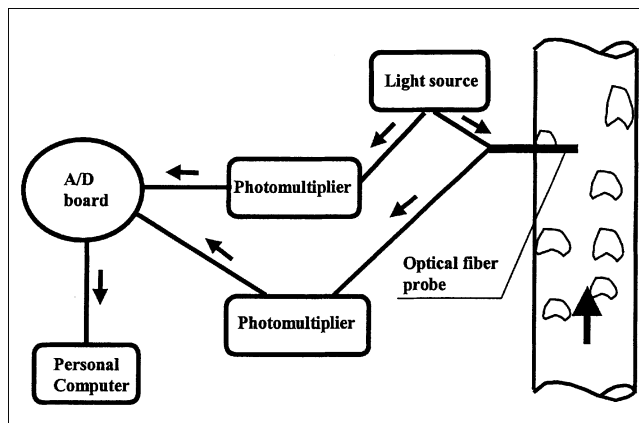 Light source
A/D
board
Photomultiplier
Optical fiber
probe
Photomultiplier
Personal
Computer